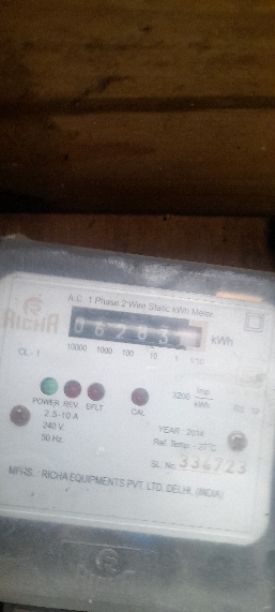 A.C. 1 Phase 2 Wire Static kWh Meter
RICHA
kWh
10000 1000 100 10 1 1/10
CL. 1
POWER REV. E/FLT CAL
3200 Imp/kWh
2.5-10 A
240 V.
50 Hz.
YEAR : 2014
Ref. Temp. - 27°C
SL. No. 334723
MFRS. : RICHA EQUIPMENTS PVT. LTD. DELHI. (INDIA)